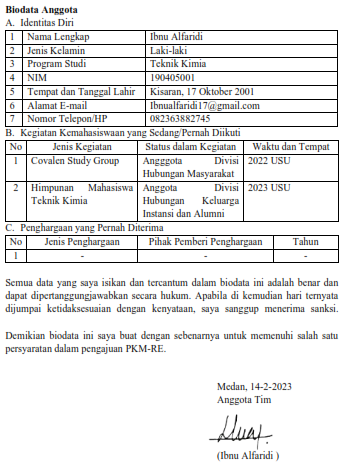 Biodata Anggota
A. Identitas Diri
1 Nama Lengkap Ibnu Alfaridi
2 Jenis Kelamin Laki-laki
3 Program Studi Teknik Kimia
4 NIM 190405001
5 Tempat dan Tanggal Lahir Kisaran, 17 Oktober 2001
6 Alamat E-mail Ibnualfaridi17@gmail.com
7 Nomor Telepon/HP 082363882745
B. Kegiatan Kemahasiswaan yang Sedang/Pernah Diikuti
No Jenis Kegiatan Status dalam Kegiatan Waktu dan Tempat
1 Covalen Study Group Angggota Divisi 2022 USU
Hubungan Masyarakat
2 Himpunan Mahasiswa Anggota Divisi 2023 USU
Teknik Kimia Hubungan Keluarga
Instansi dan Alumni
C. Penghargaan yang Pernah Diterima
No Jenis Penghargaan Pihak Pemberi Penghargaan Tahun
1 - - -
Semua data yang saya isikan dan tercantum dalam biodata ini adalah benar dan
dapat dipertanggungjawabkan secara hukum. Apabila di kemudian hari ternyata
dijumpai ketidaksesuaian dengan kenyataan, saya sanggup menerima sanksi.
Demikian biodata ini saya buat dengan sebenarnya untuk memenuhi salah satu
persyaratan dalam pengajuan PKM-RE.
Medan, 14-2-2023
Anggota Tim
(Ibnu Alfaridi )